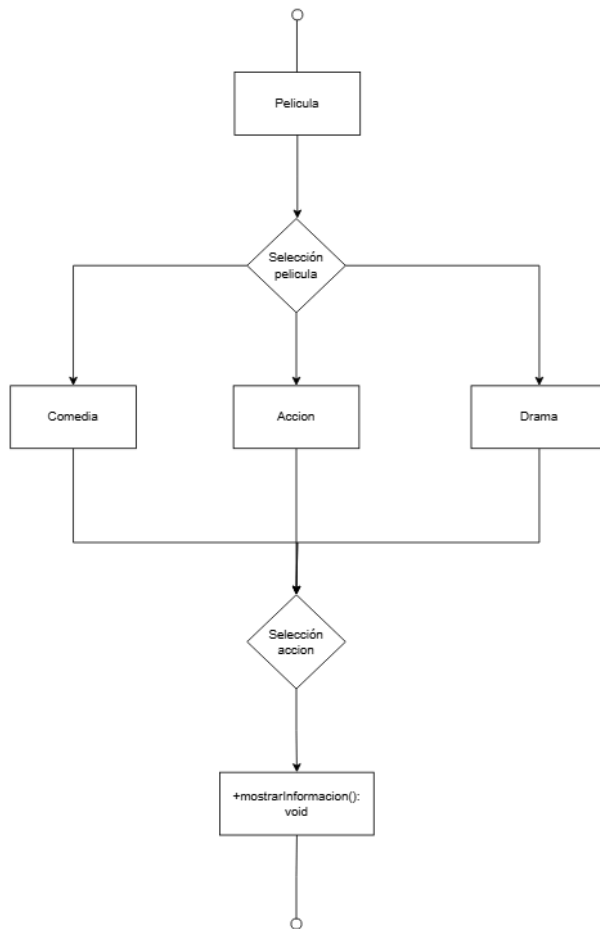 Pelicula
Selección
pelicula
Comedia
Accion
Drama
Selección
accion
+mostrarInformacion():
void